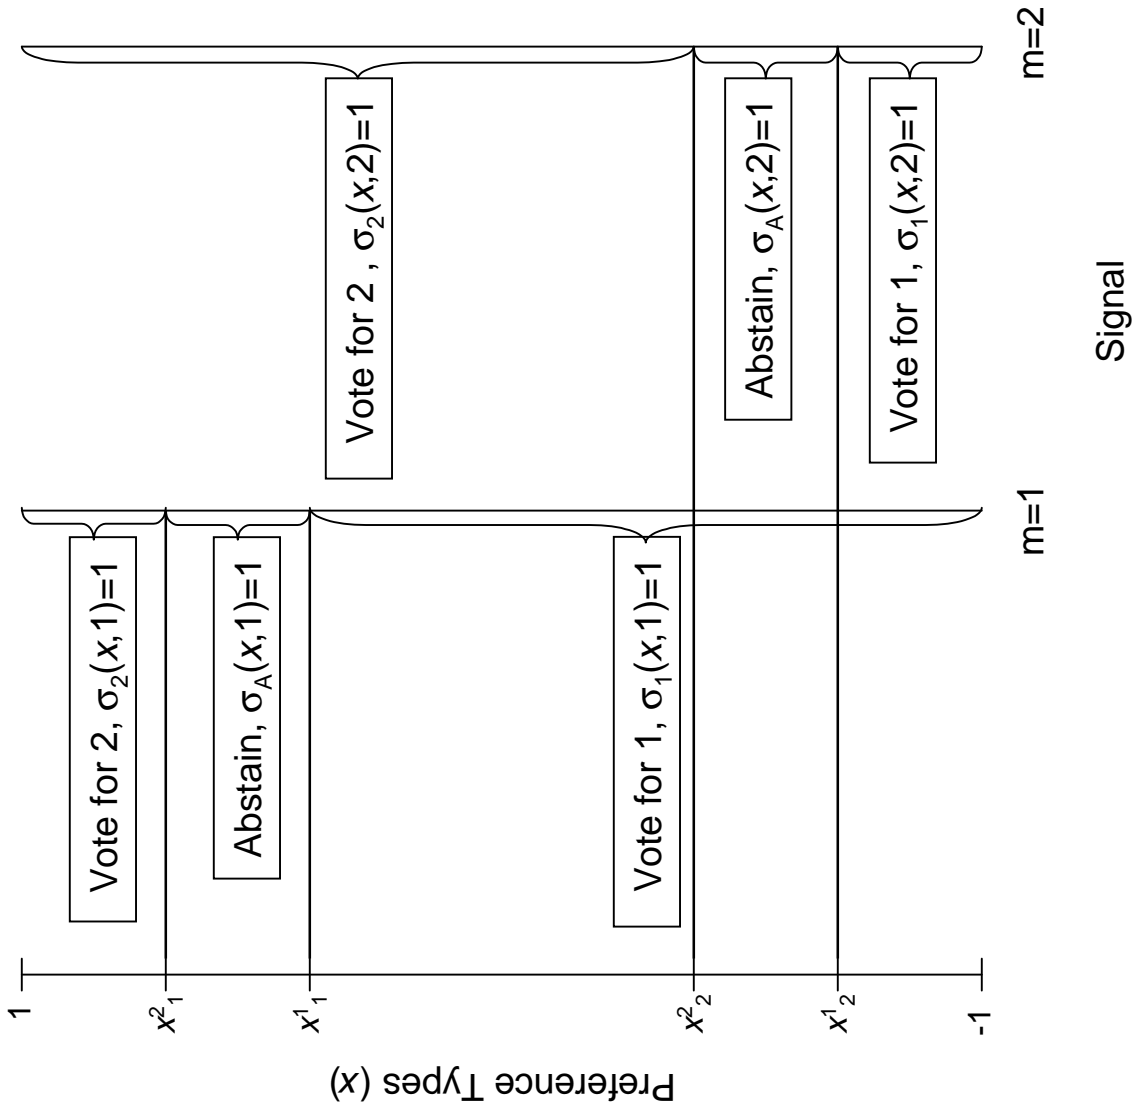 Preference Types (x)
1
x²₁
x¹₁
x²₂
x¹₂
-1
Vote for 2, σ₂(x,1)=1
Abstain, σ_A(x,1)=1
Vote for 1, σ₁(x,1)=1
Vote for 2 , σ₂(x,2)=1
Abstain, σ_A(x,2)=1
Vote for 1, σ₁(x,2)=1
m=1
m=2
Signal